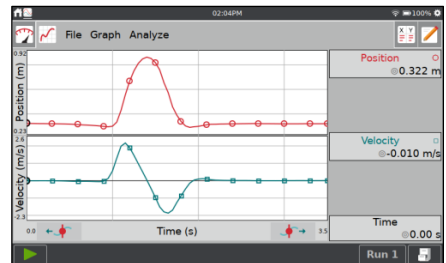 02:04PM 100%
File Graph Analyze X Y
0.92
Position (m)
0.23
Position
0.322 m
2.6
Velocity (m/s)
-2.3
Velocity
-0.010 m/s
0.0 Time (s) 3.5
Time
0.00 s
Run 1